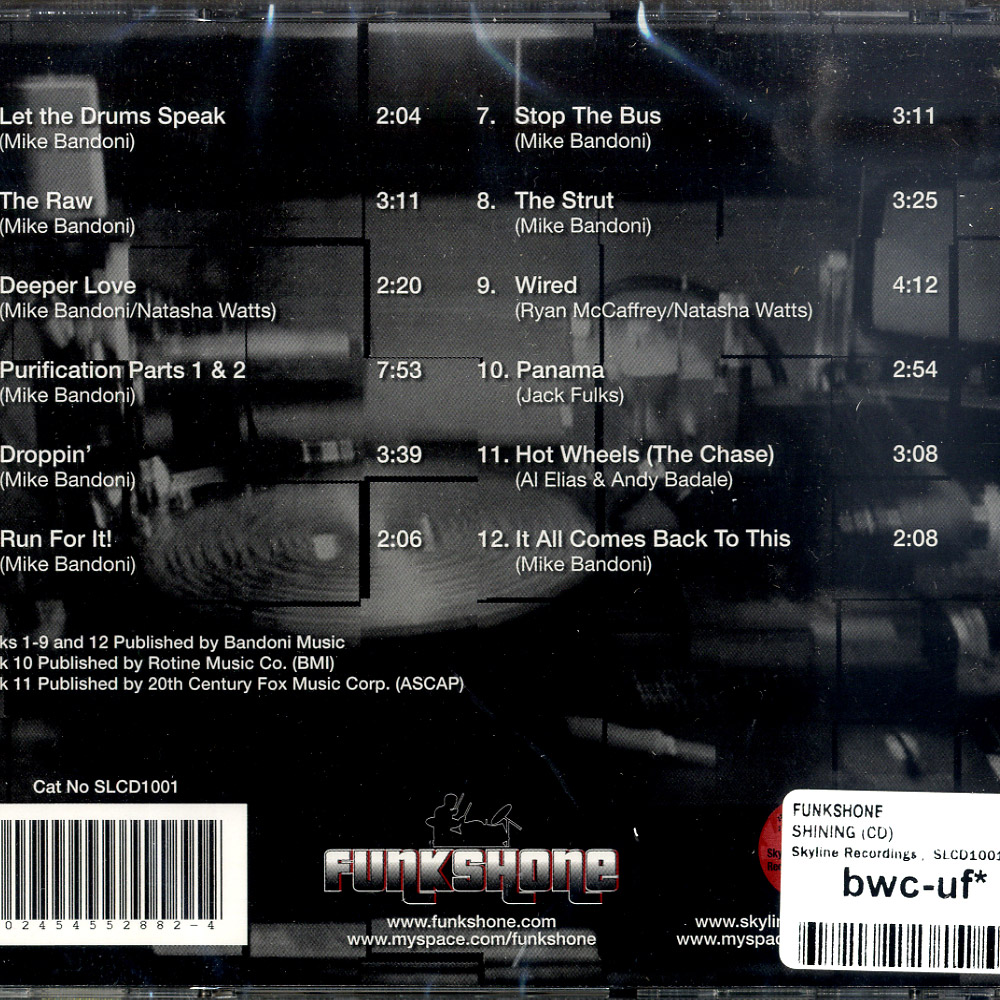 Let the Drums Speak 2:04
(Mike Bandoni)
The Raw 3:11
(Mike Bandoni)
Deeper Love 2:20
(Mike Bandoni/Natasha Watts)
Purification Parts 1 & 2 7:53
(Mike Bandoni)
Droppin' 3:39
(Mike Bandoni)
Run For It! 2:06
(Mike Bandoni)
7. Stop The Bus 3:11
(Mike Bandoni)
8. The Strut 3:25
(Mike Bandoni)
9. Wired 4:12
(Ryan McCaffrey/Natasha Watts)
10. Panama 2:54
(Jack Fulks)
11. Hot Wheels (The Chase) 3:08
(Al Elias & Andy Badale)
12. It All Comes Back To This 2:08
(Mike Bandoni)
ks 1-9 and 12 Published by Bandoni Music
k 10 Published by Rotine Music Co. (BMI)
k 11 Published by 20th Century Fox Music Corp. (ASCAP)
Cat No SLCD1001
024545528 82-4
FUNKSHONE
www.funkshone.com
www.myspace.com/funkshone
www.skylin
www.myspa
FUNKSHONE
SHINING (CD)
Skyline Recordings, SLCD1001
bwc-uf*